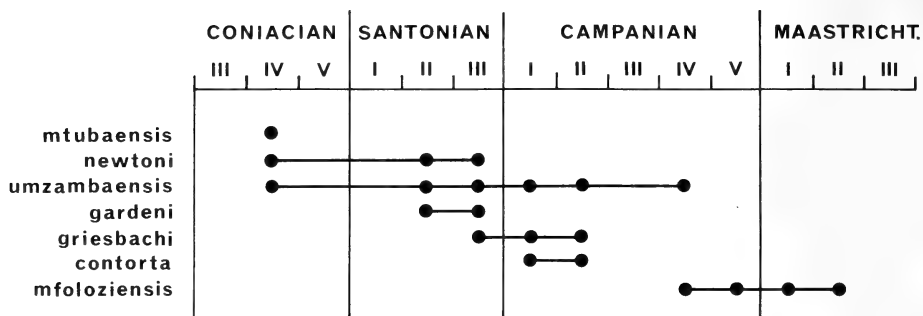 CONIACIAN SANTONIAN CAMPANIAN MAASTRICHT.
III IV V I II III I II III IV V I II III
mtubaensis
newtoni
umzambaensis
gardeni
griesbachi
contorta
mfoloziensis